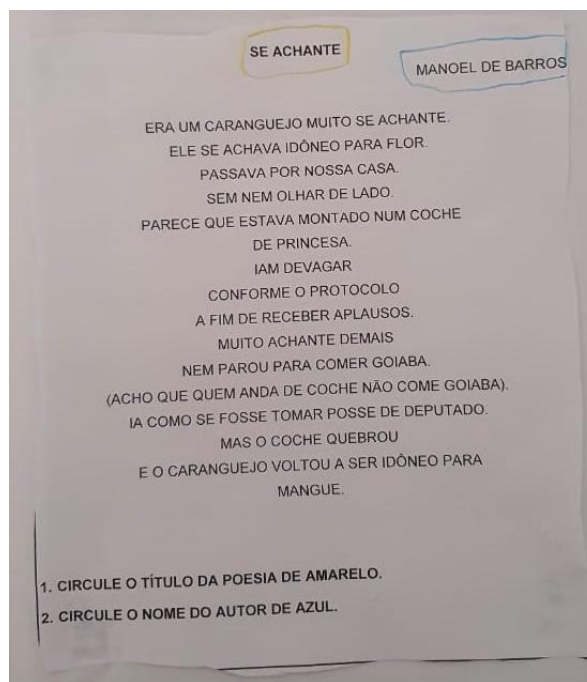 SE ACHANTE
MANOEL DE BARROS
ERA UM CARANGUEJO MUITO SE ACHANTE.
ELE SE ACHAVA IDÔNEO PARA FLOR.
PASSAVA POR NOSSA CASA.
SEM NEM OLHAR DE LADO.
PARECE QUE ESTAVA MONTADO NUM COCHE
DE PRINCESA.
IAM DEVAGAR
CONFORME O PROTOCOLO
A FIM DE RECEBER APLAUSOS.
MUITO ACHANTE DEMAIS
NEM PAROU PARA COMER GOIABA.
(ACHO QUE QUEM ANDA DE COCHE NÃO COME GOIABA).
IA COMO SE FOSSE TOMAR POSSE DE DEPUTADO.
MAS O COCHE QUEBROU
E O CARANGUEJO VOLTOU A SER IDÔNEO PARA
MANGUE.
1. CIRCULE O TÍTULO DA POESIA DE AMARELO.
2. CIRCULE O NOME DO AUTOR DE AZUL.